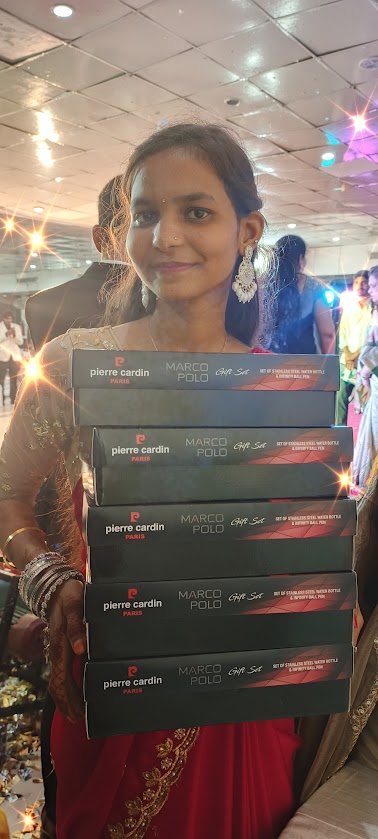 pierre cardin
PARIS
MARCO
POLO
Gift Set
SET OF STAINLESS STEEL WATER BOTTLE
& INFINITY BALL PEN
pierre cardin
PARIS
MARCO
POLO
Gift Set
SET OF STAINLESS STEEL WATER BOTTLE
& INFINITY BALL PEN
pierre cardin
PARIS
MARCO
POLO
Gift Set
SET OF STAINLESS STEEL WATER BOTTLE
& INFINITY BALL PEN
pierre cardin
PARIS
MARCO
POLO
Gift Set
SET OF STAINLESS STEEL WATER BOTTLE
& INFINITY BALL PEN
pierre cardin
PARIS
MARCO
POLO
Gift Set
SET OF STAINLESS STEEL WATER BOTTLE
& INFINITY BALL PEN